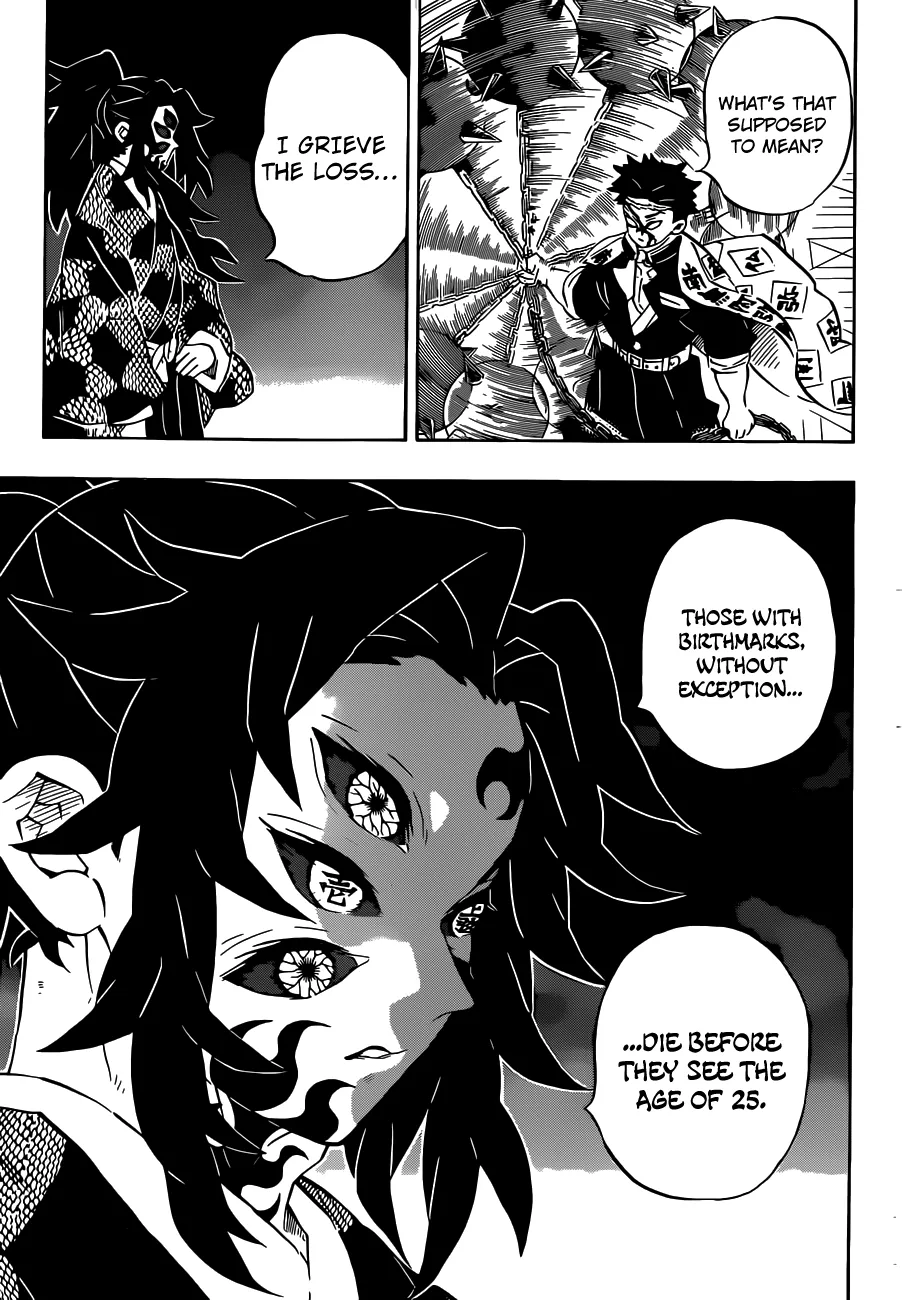 WHAT'S THAT
SUPPOSED
TO MEAN?
I GRIEVE
THE LOSS...
THOSE WITH
BIRTHMARKS,
WITHOUT
EXCEPTION...
壱
...DIE BEFORE
THEY SEE THE
AGE OF 25.